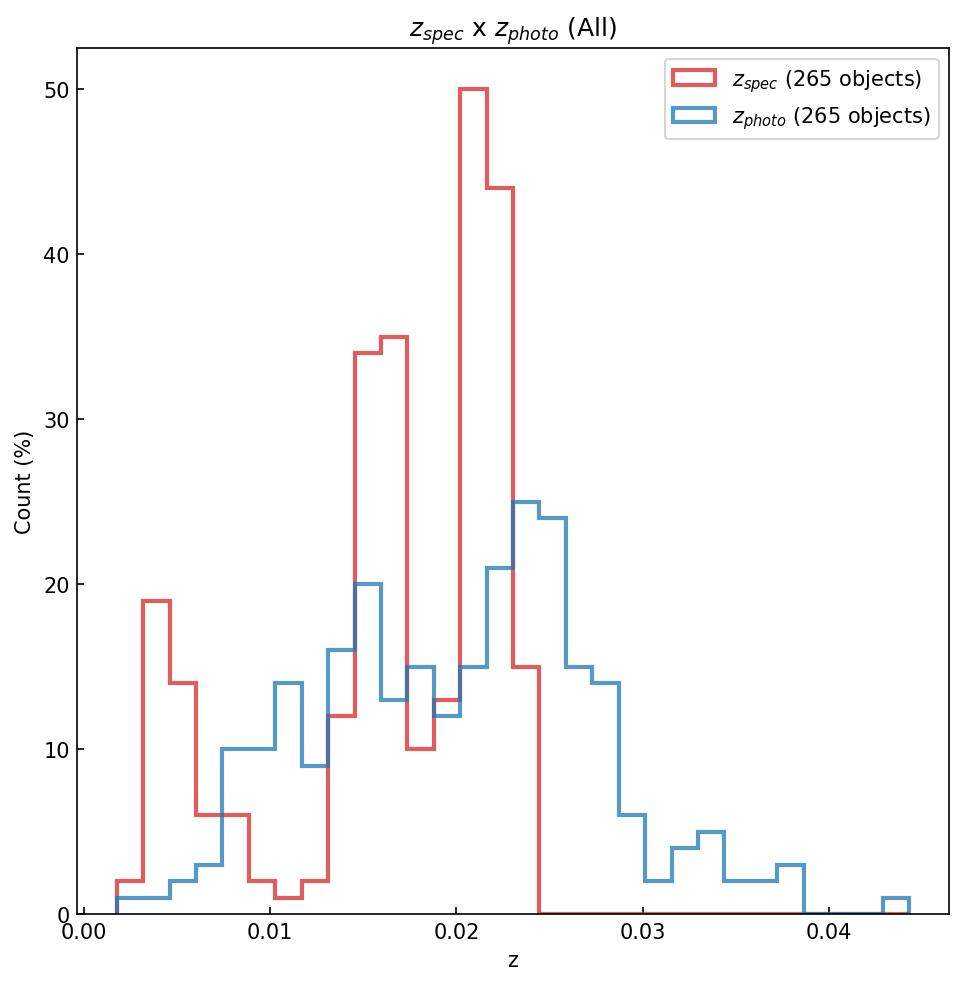 z_spec x z_photo (All)
z_spec (265 objects)
z_photo (265 objects)
Count (%)
50
40
30
20
10
0
0.00 0.01 0.02 0.03 0.04
z